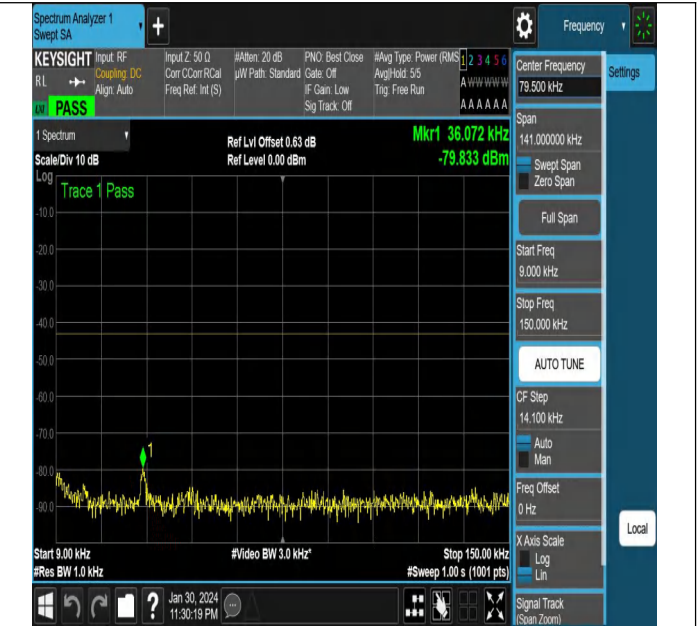 Spectrum Analyzer 1
Swept SA
+
Frequency
KEYSIGHT
Input: RF
Coupling: DC
Align: Auto
Input Z: 50 Ω
Corr CCorr RCal
Freq Ref: Int (S)
#Atten: 20 dB
µW Path: Standard
PNO: Best Close
Gate: Off
IF Gain: Low
Sig Track: Off
#Avg Type: Power (RMS
Avg|Hold: 5/5
Trig: Free Run
1 2 3 4 5 6
A W W W W W
A A A A A A
R L
LXI
PASS
1 Spectrum
Scale/Div 10 dB
Ref Lvl Offset 0.63 dB
Ref Level 0.00 dBm
Mkr1 36.072 kHz
-79.833 dBm
Log
Trace 1 Pass
-10.0
-20.0
-30.0
-40.0
-50.0
-60.0
-70.0
-80.0
-90.0
1
Start 9.00 kHz
#Res BW 1.0 kHz
#Video BW 3.0 kHz*
Stop 150.00 kHz
#Sweep 1.00 s (1001 pts)
Jan 30, 2024
11:30:19 PM
?
Center Frequency
79.500 kHz
Settings
Span
141.000000 kHz
Swept Span
Zero Span
Full Span
Start Freq
9.000 kHz
Stop Freq
150.000 kHz
AUTO TUNE
CF Step
14.100 kHz
Auto
Man
Freq Offset
0 Hz
X Axis Scale
Log
Lin
Local
Signal Track
(Span Zoom)